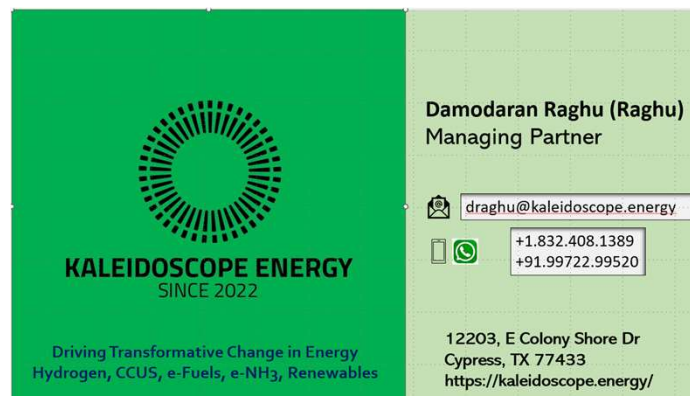 KALEIDOSCOPE ENERGY
SINCE 2022
Driving Transformative Change in Energy
Hydrogen, CCUS, e-Fuels, e-NH3, Renewables
Damodaran Raghu (Raghu)
Managing Partner
draghu@kaleidoscope.energy
+1.832.408.1389
+91.99722.99520
12203, E Colony Shore Dr
Cypress, TX 77433
https://kaleidoscope.energy/